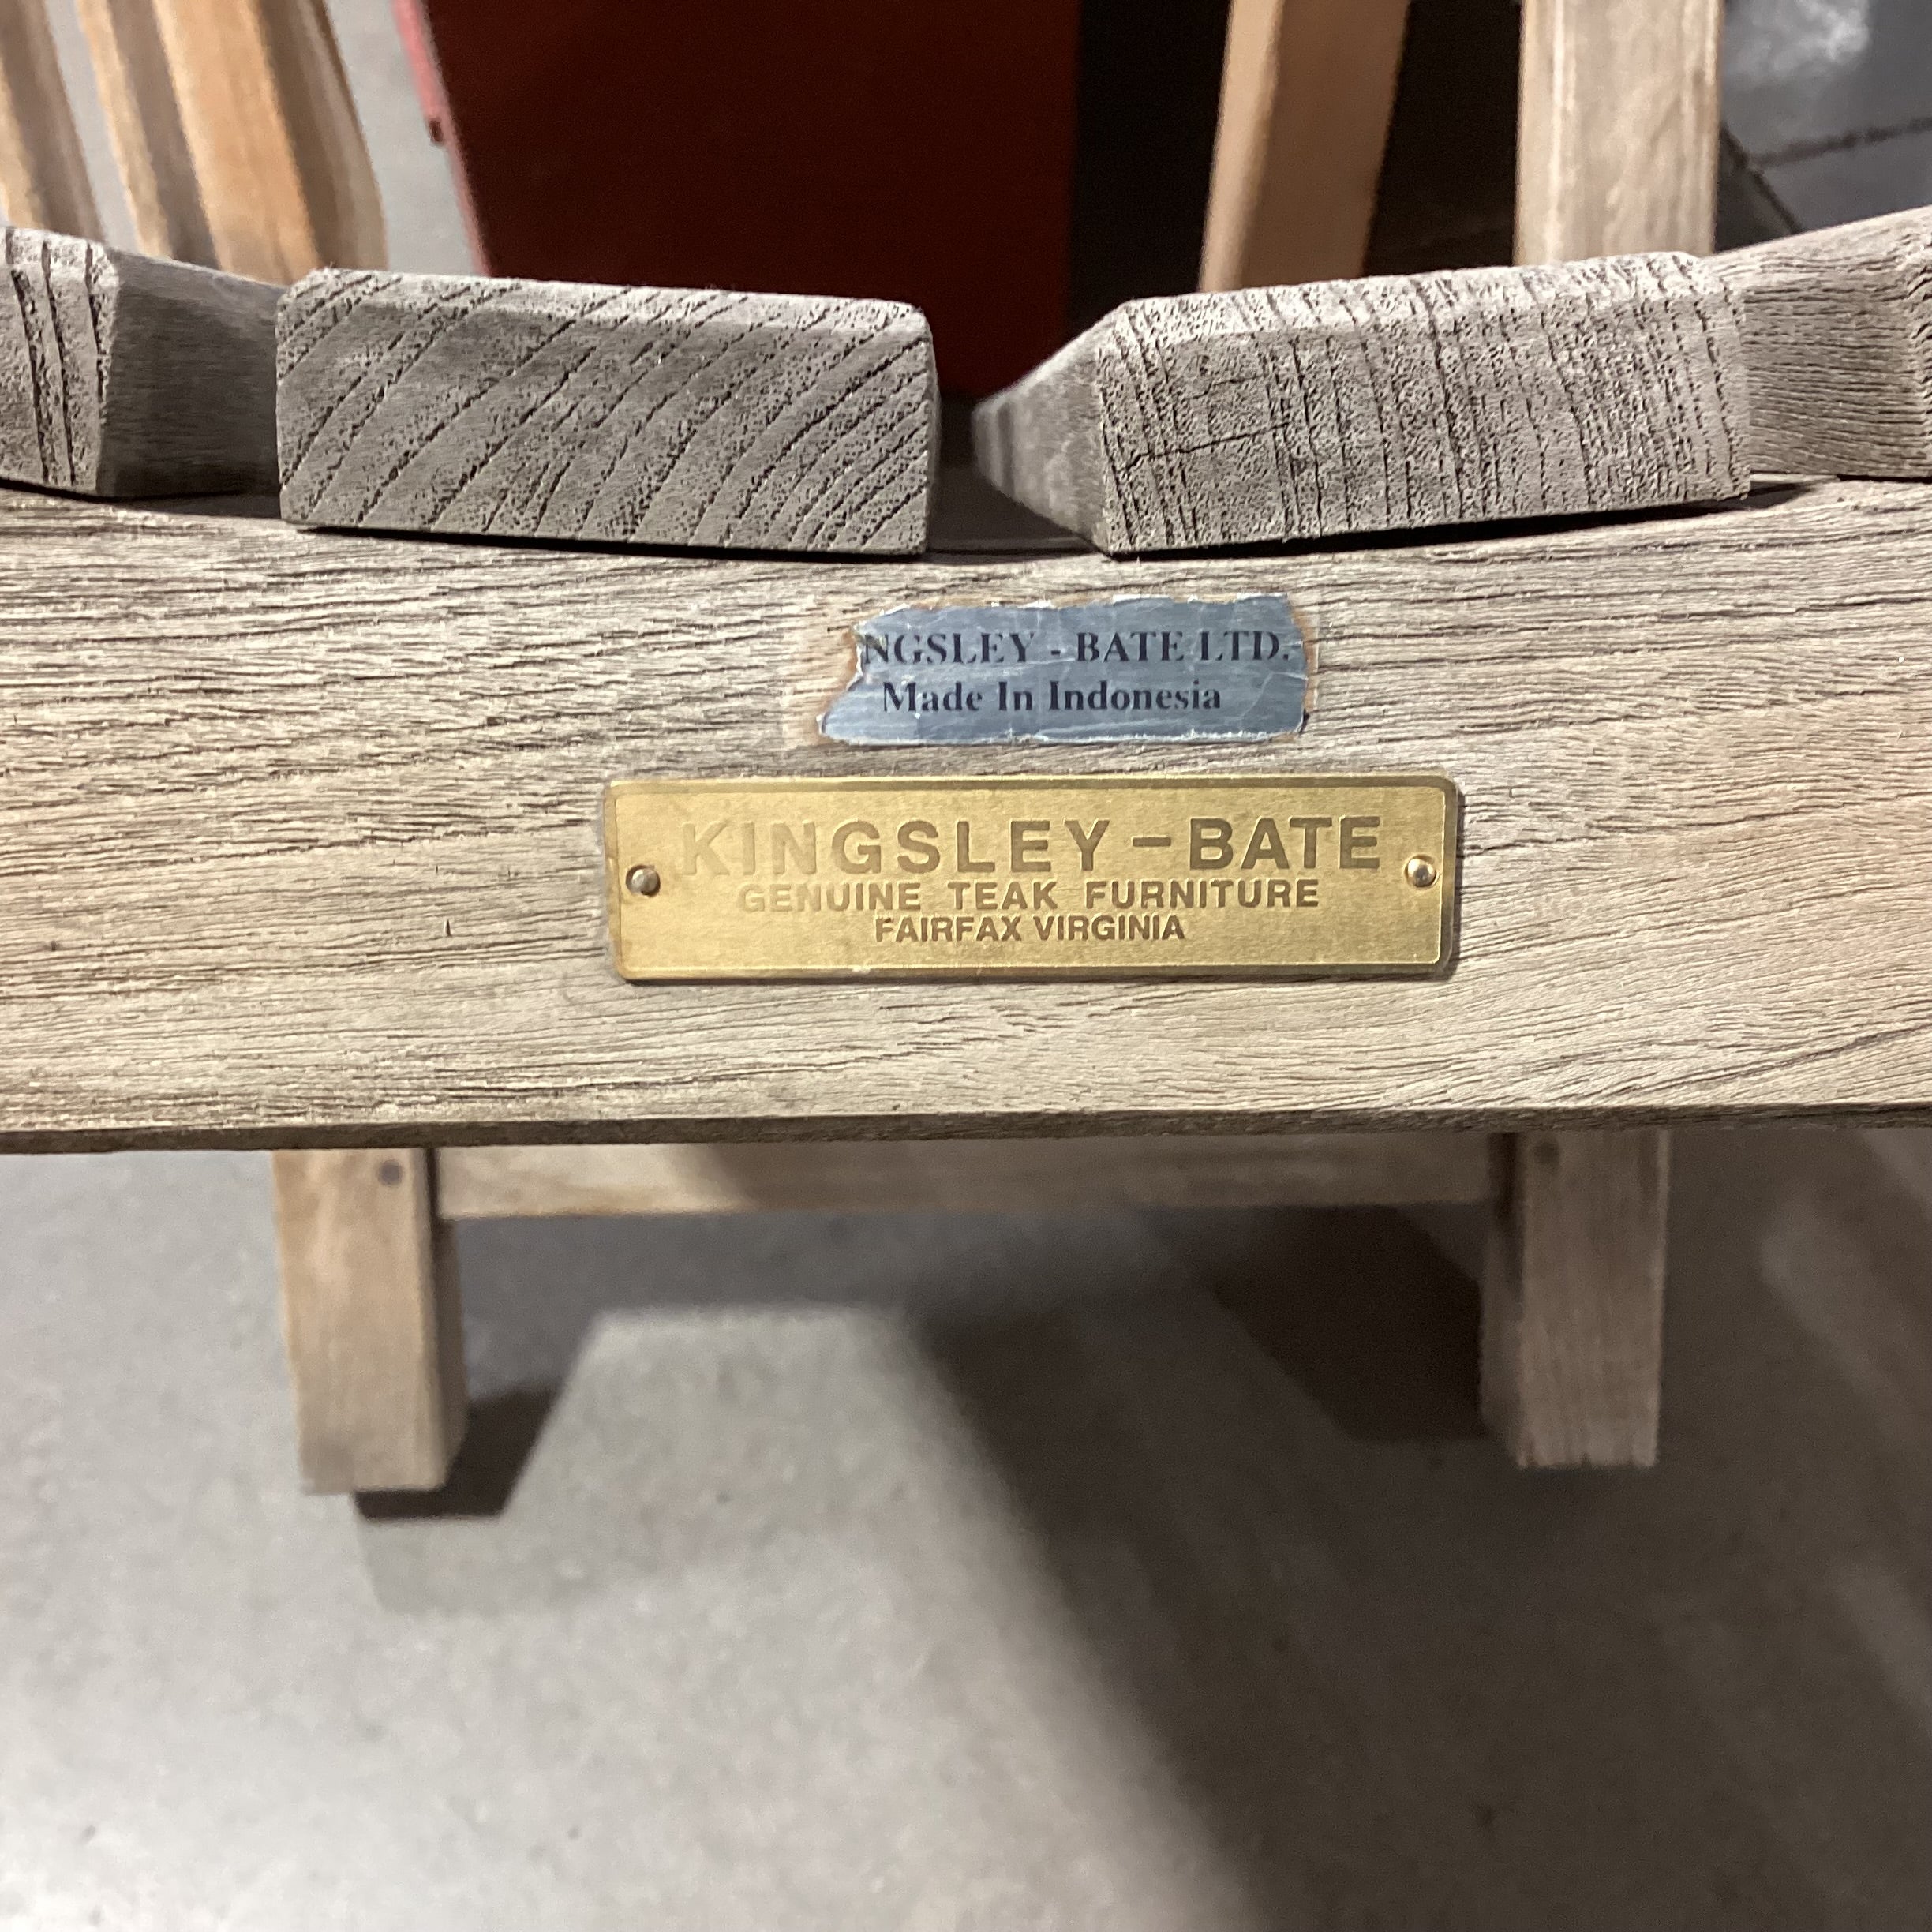 NGSLEY - BATE LTD.
Made In Indonesia
KINGSLEY-BATE
GENUINE TEAK FURNITURE
FAIRFAX VIRGINIA